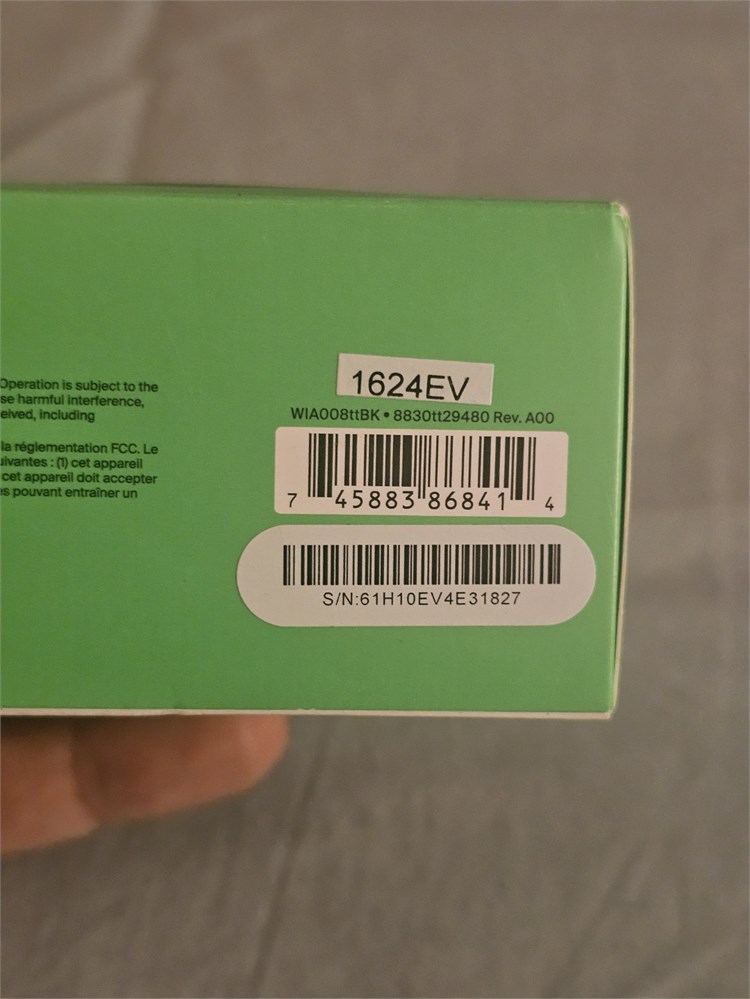 Operation is subject to the
se harmful interference,
eived, including
la réglementation FCC. Le
uivantes : (1) cet appareil
cet appareil doit accepter
es pouvant entraîner un
1624EV
WIA008ttBK • 8830tt29480 Rev. A00
7 45883 86841 4
S/N:61H10EV4E31827